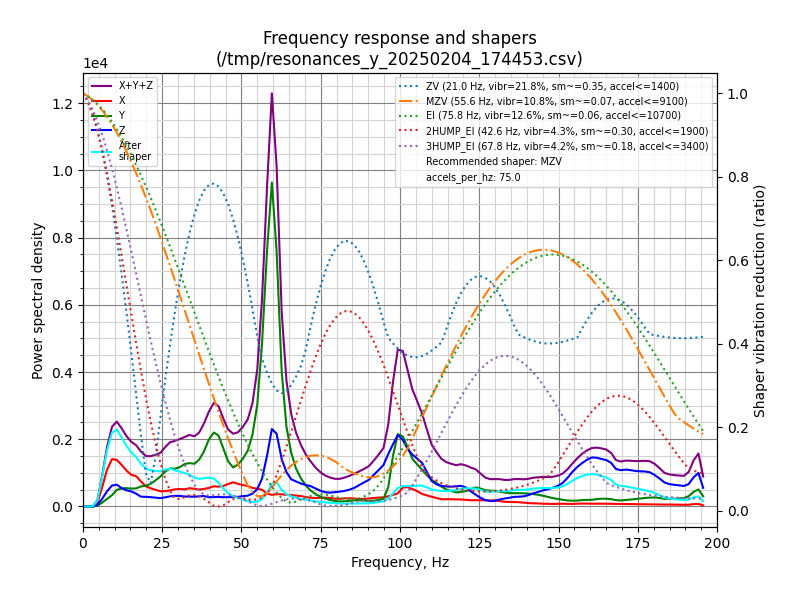 Frequency response and shapers
(/tmp/resonances_y_20250204_174453.csv)
1e4
X+Y+Z
X
Y
Z
After
shaper
ZV (21.0 Hz, vibr=21.8%, sm~=0.35, accel<=1400)
MZV (55.6 Hz, vibr=10.8%, sm~=0.07, accel<=9100)
EI (75.8 Hz, vibr=12.6%, sm~=0.06, accel<=10700)
2HUMP_EI (42.6 Hz, vibr=4.3%, sm~=0.30, accel<=1900)
3HUMP_EI (67.8 Hz, vibr=4.2%, sm~=0.18, accel<=3400)
Recommended shaper: MZV
accels_per_hz: 75.0
Power spectral density
1.2
1.0
0.8
0.6
0.4
0.2
0.0
1.0
0.8
0.6
0.4
0.2
0.0
Shaper vibration reduction (ratio)
0 25 50 75 100 125 150 175 200
Frequency, Hz